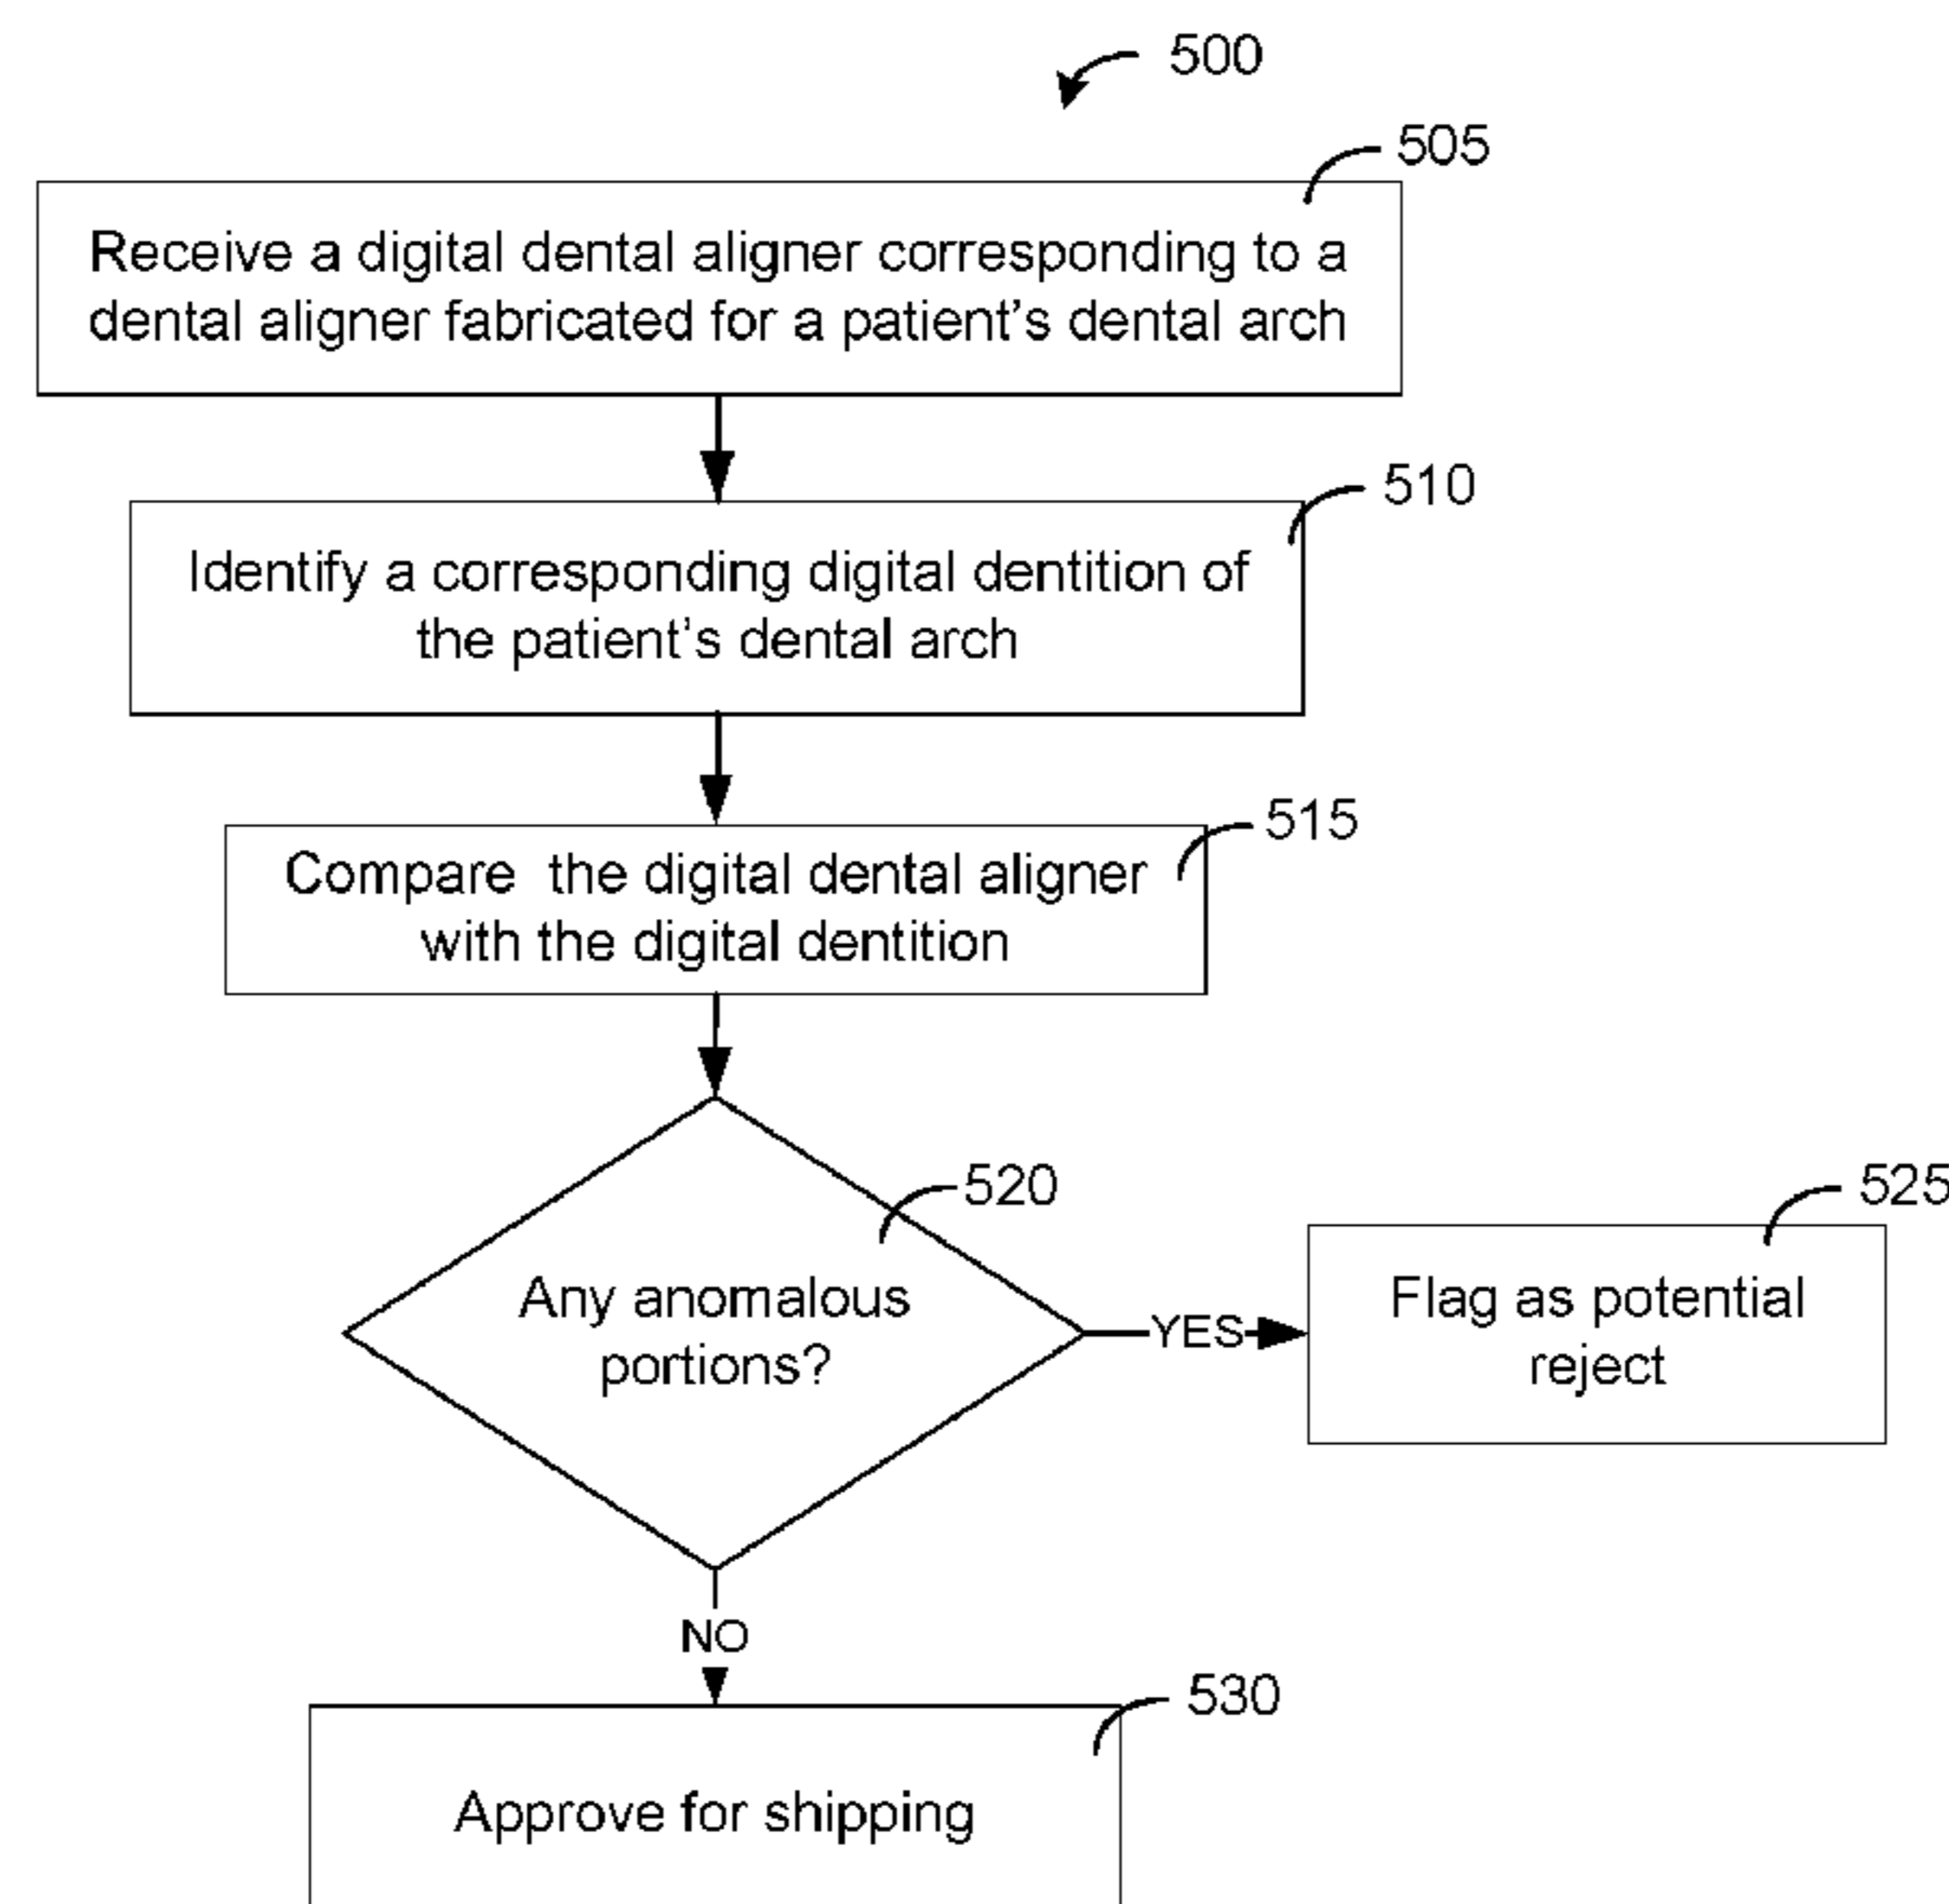 500
505
Receive a digital dental aligner corresponding to a
dental aligner fabricated for a patient's dental arch
510
Identify a corresponding digital dentition of
the patient's dental arch
515
Compare the digital dental aligner
with the digital dentition
520
Any anomalous
portions?
YES
525
Flag as potential
reject
NO
530
Approve for shipping